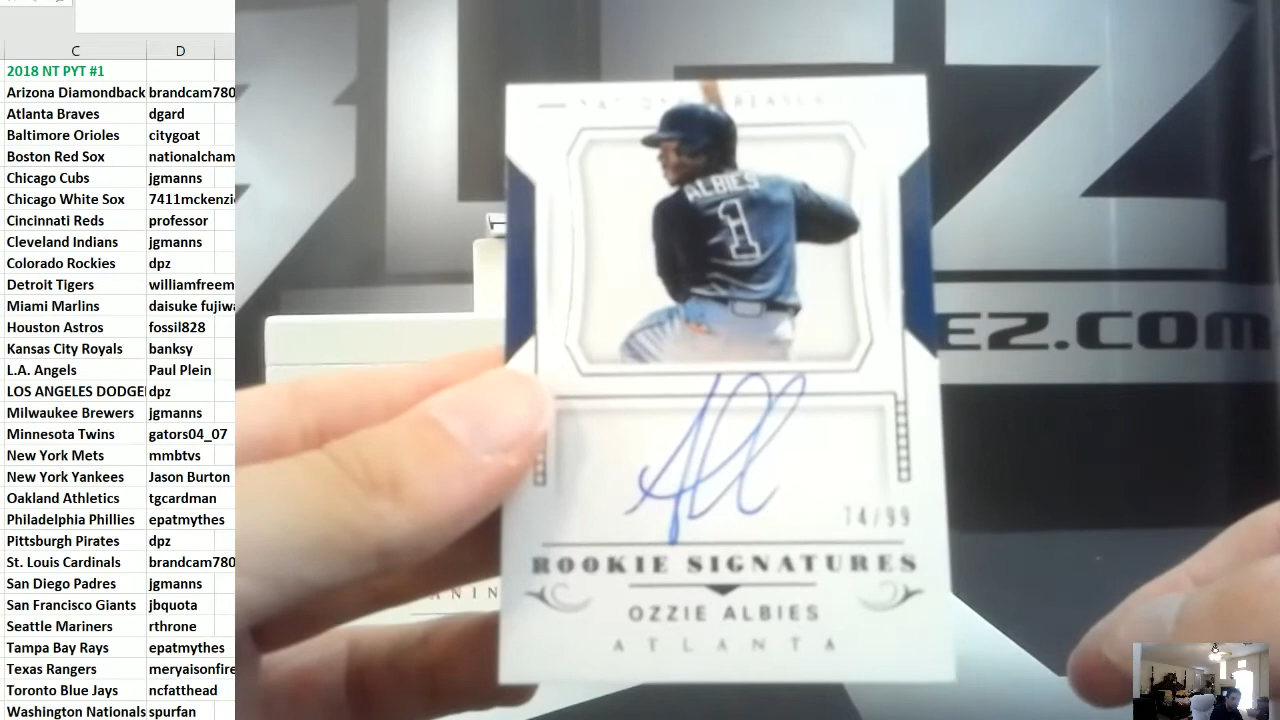 C D
2018 NT PYT #1
Arizona Diamondback brandcam780
Atlanta Braves dgard
Baltimore Orioles citygoat
Boston Red Sox nationalcham
Chicago Cubs jgmanns
Chicago White Sox 7411mckenzi
Cincinnati Reds professor
Cleveland Indians jgmanns
Colorado Rockies dpz
Detroit Tigers williamfreem
Miami Marlins daisuke fujiwa
Houston Astros fossil828
Kansas City Royals banksy
L.A. Angels Paul Plein
LOS ANGELES DODGE dpz
Milwaukee Brewers jgmanns
Minnesota Twins gators04_07
New York Mets mmbtvs
New York Yankees Jason Burton
Oakland Athletics tgcardman
Philadelphia Phillies epatmythes
Pittsburgh Pirates dpz
St. Louis Cardinals brandcam780
San Diego Padres jgmanns
San Francisco Giants jbquota
Seattle Mariners rthrone
Tampa Bay Rays epatmythes
Texas Rangers meryaisonfire
Toronto Blue Jays ncfatthead
Washington Nationals spurfan
ALBIES
1
74/99
ROOKIE SIGNATURES
OZZIE ALBIES
ATLANTA
EZ.COM
ANIN